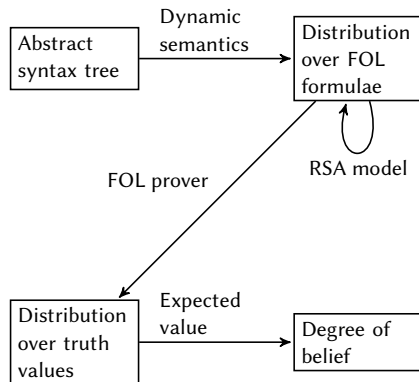 Dynamic
semantics
Abstract
syntax tree
Distribution
over FOL
formulae
RSA model
FOL prover
Distribution
over truth
values
Expected
value
Degree of
belief